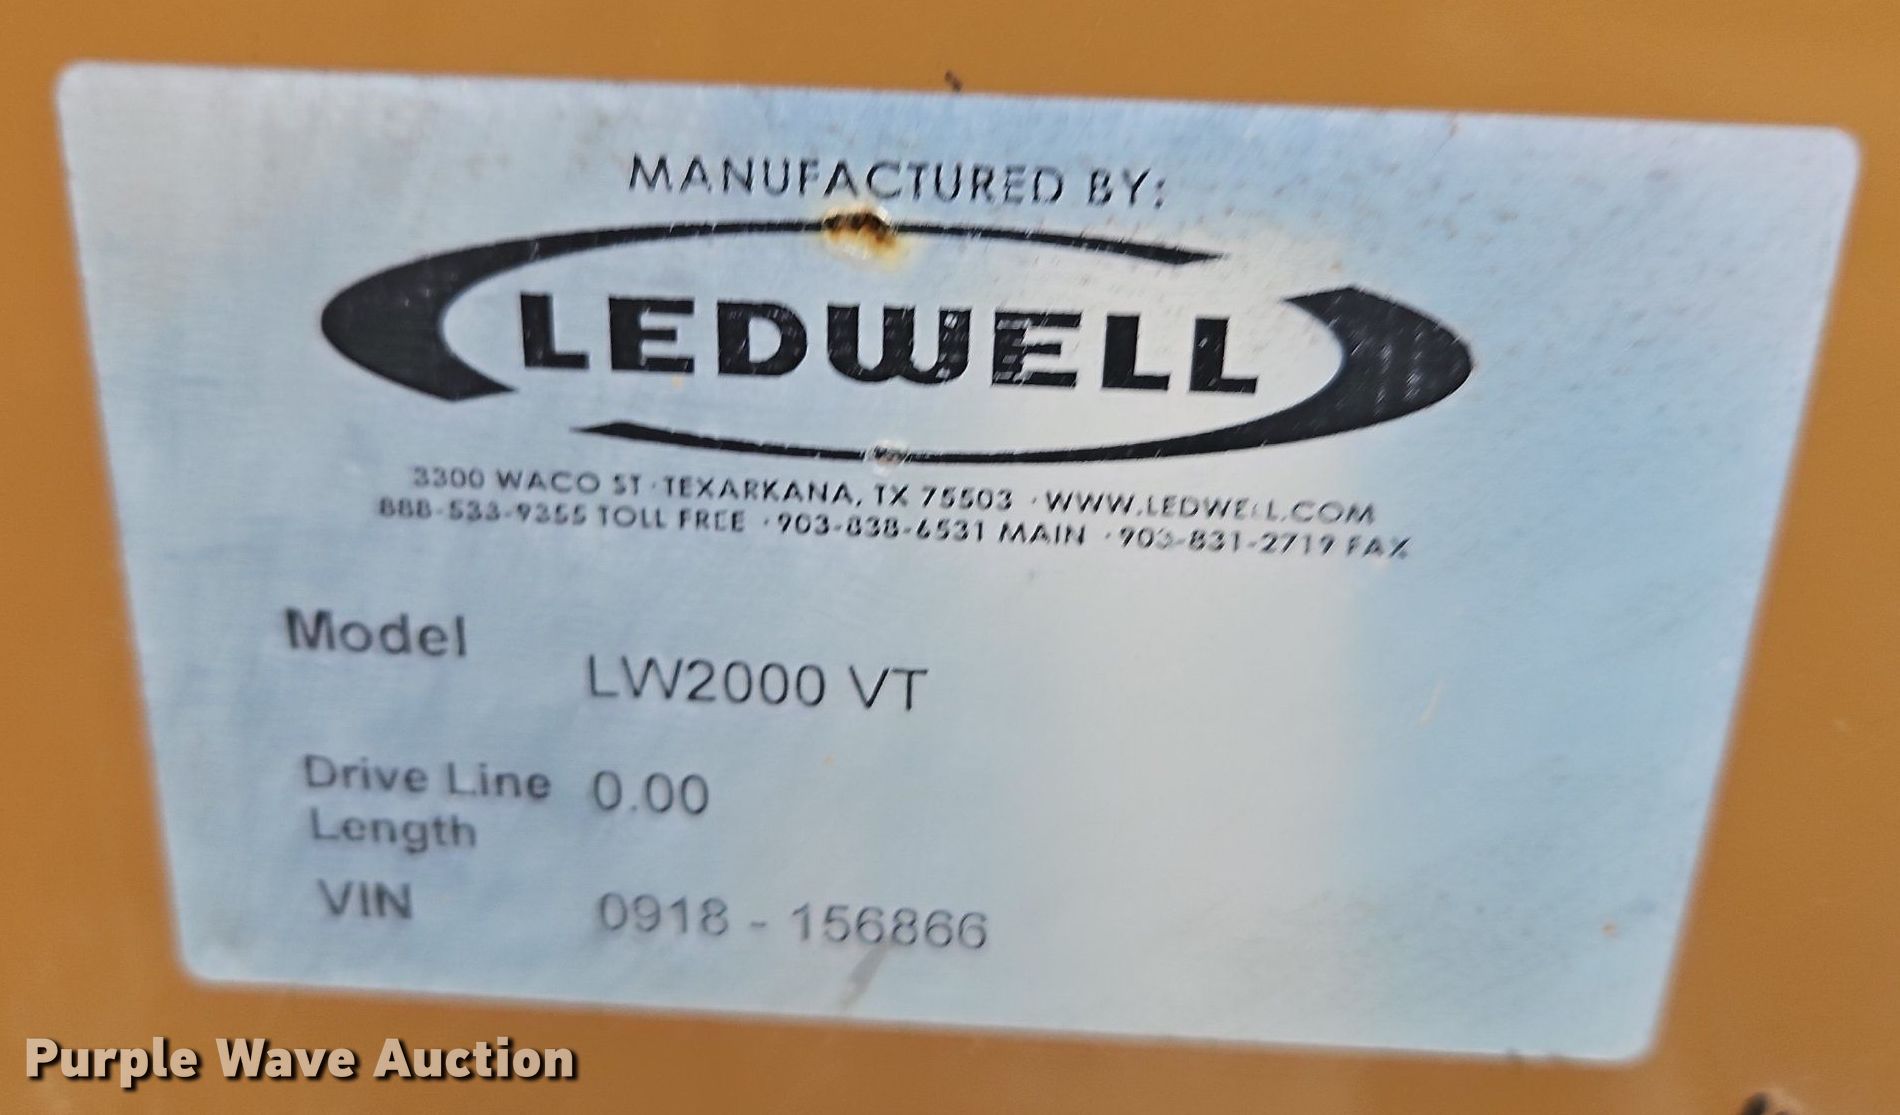 MANUFACTURED BY:
LEDWELL
3300 WACO ST · TEXARKANA, TX 75503 · WWW.LEDWELL.COM
888-533-9355 TOLL FREE · 903-838-6531 MAIN · 903-831-2719 FAX
Model
LW2000 VT
Drive Line 0.00
Length
VIN 0918 - 156866
Purple Wave Auction